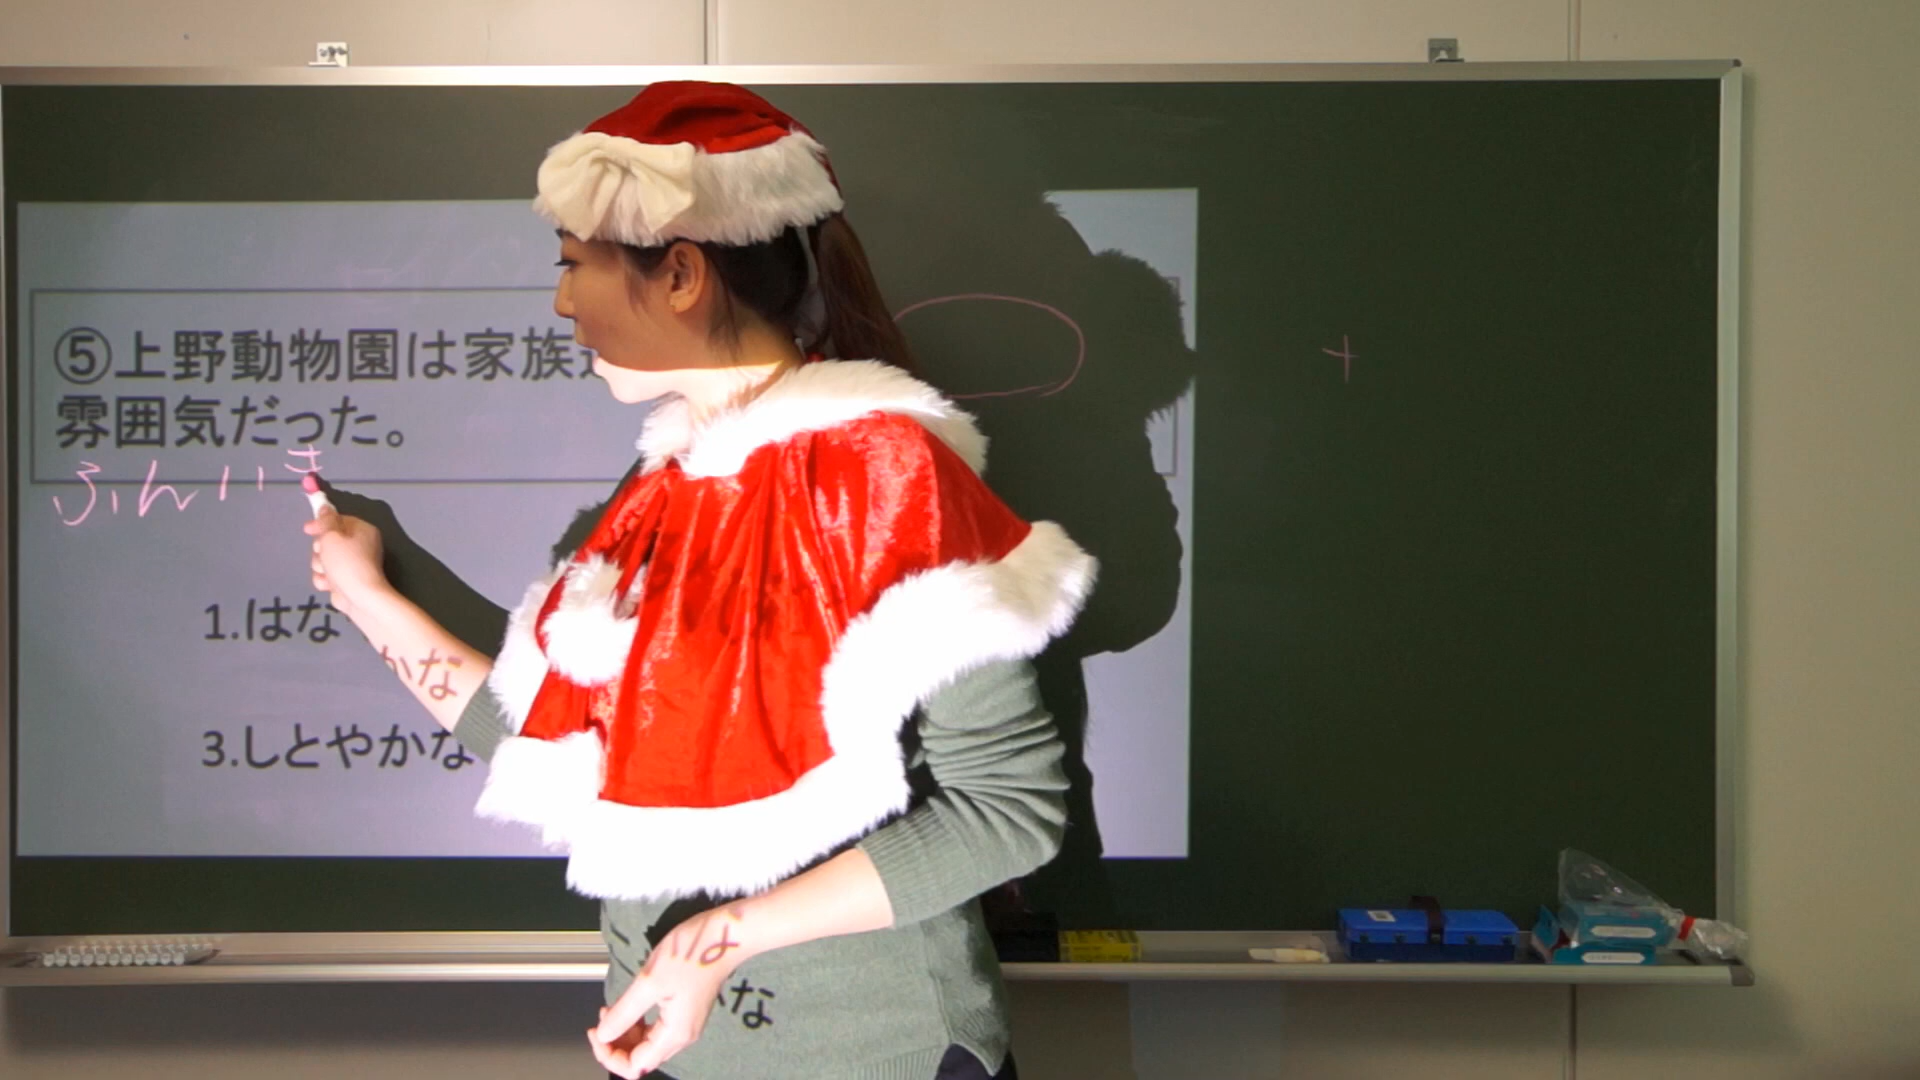 ⑤上野動物園は家族
雰囲気だった。
ふんいき
1.はな
かな
3.しとやかな
かな